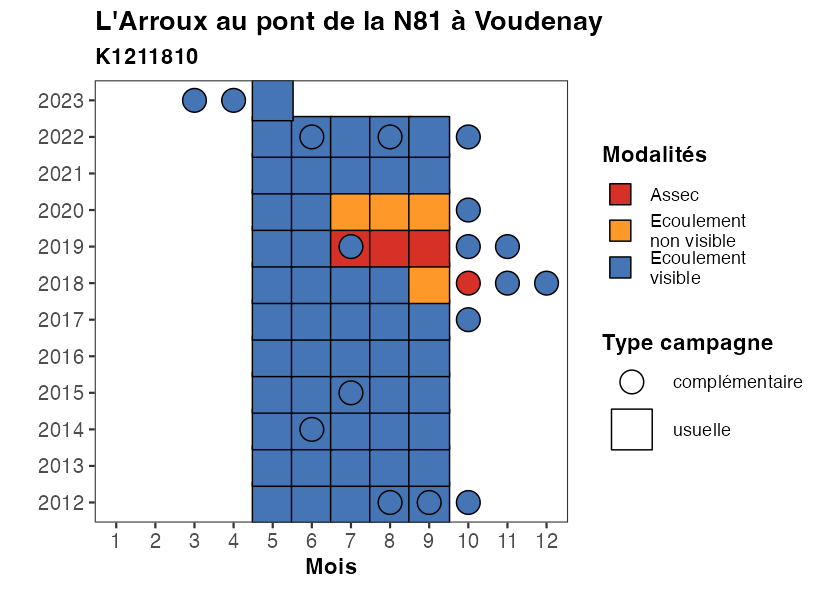 L'Arroux au pont de la N81 à Voudenay
K1211810
2023
2022
2021
2020
2019
2018
2017
2016
2015
2014
2013
2012
1 2 3 4 5 6 7 8 9 10 11 12
Mois
Modalités
Assec
Ecoulement
non visible
Ecoulement
visible
Type campagne
complémentaire
usuelle